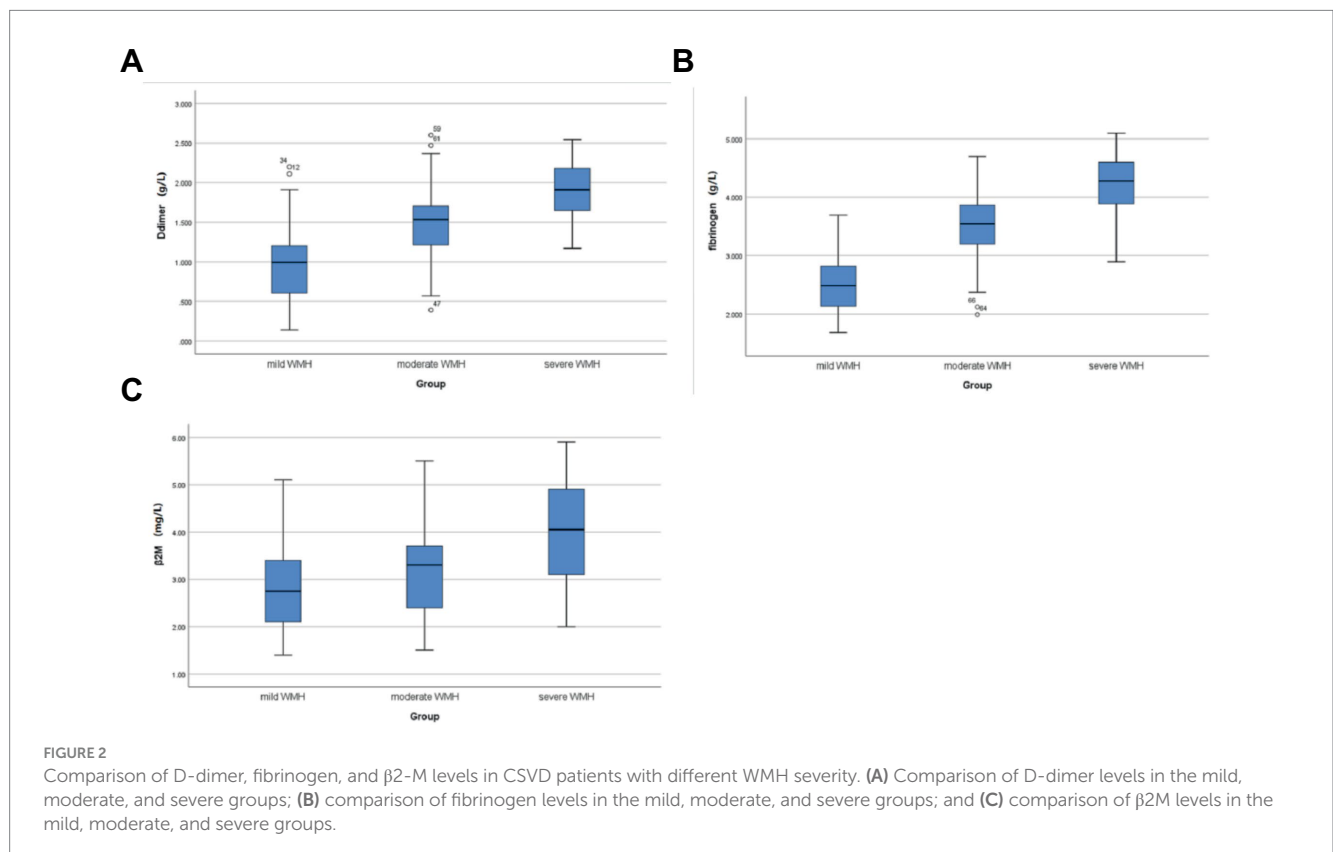 A
B
3.000
2.500
2.000
1.500
1.000
.500
.000
Ddimer (g/L)
34
12
59
61
47
mild WMH
moderate WMH
severe WMH
Group
5.000
4.000
3.000
2.000
fibrinogen (g/L)
66
64
mild WMH
moderate WMH
severe WMH
Group
C
6.00
5.00
4.00
3.00
2.00
1.00
β2M (mg/L)
mild WMH
moderate WMH
severe WMH
Group
FIGURE 2
Comparison of D-dimer, fibrinogen, and β2-M levels in CSVD patients with different WMH severity. (A) Comparison of D-dimer levels in the mild,
moderate, and severe groups; (B) comparison of fibrinogen levels in the mild, moderate, and severe groups; and (C) comparison of β2M levels in the
mild, moderate, and severe groups.